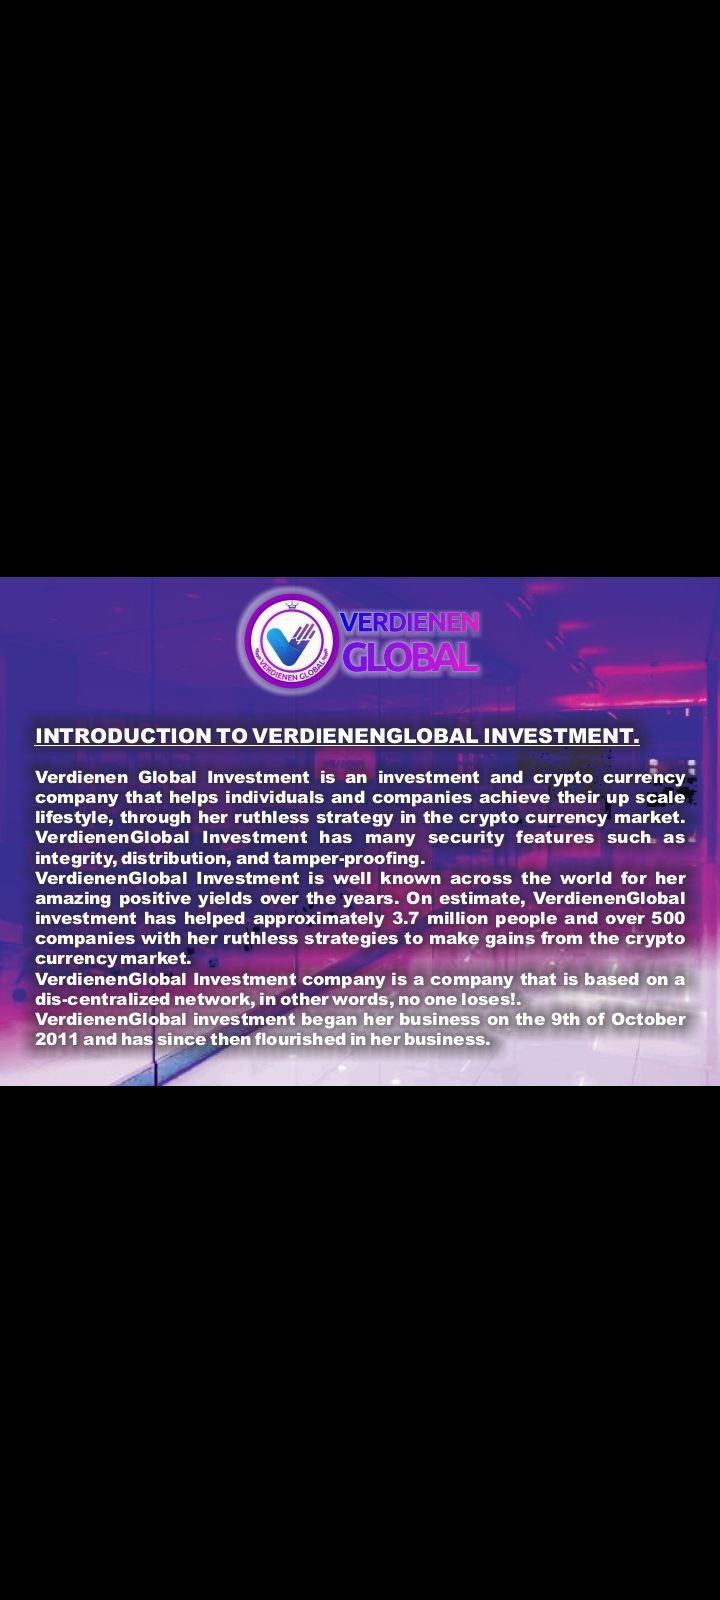 VERDIENEN
GLOBAL
VERDIENEN GLOBAL
INTRODUCTION TO VERDIENENGLOBAL INVESTMENT.
Verdienen Global Investment is an investment and crypto currency
company that helps individuals and companies achieve their up scale
lifestyle, through her ruthless strategy in the crypto currency market.
VerdienenGlobal Investment has many security features such as
integrity, distribution, and tamper-proofing.
VerdienenGlobal Investment is well known across the world for her
amazing positive yields over the years. On estimate, VerdienenGlobal
investment has helped approximately 3.7 million people and over 500
companies with her ruthless strategies to make gains from the crypto
currency market.
VerdienenGlobal Investment company is a company that is based on a
dis-centralized network, in other words, no one loses!.
VerdienenGlobal investment began her business on the 9th of October
2011 and has since then flourished in her business.